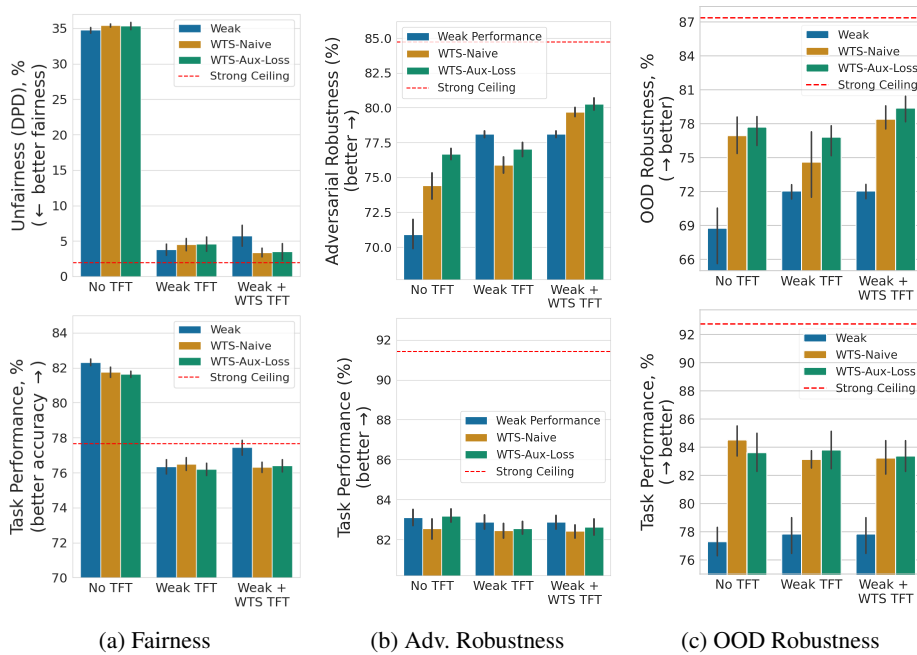 Unfairness (DPD), %
(← better fairness)
35
30
25
20
15
10
5
0
Weak
WTS-Naive
WTS-Aux-Loss
Strong Ceiling
No TFT
Weak TFT
Weak +
WTS TFT
Adversarial Robustness (%)
(better →)
85.0
82.5
80.0
77.5
75.0
72.5
70.0
Weak Performance
WTS-Naive
WTS-Aux-Loss
Strong Ceiling
No TFT
Weak TFT
Weak +
WTS TFT
OOD Robustness, %
(→ better)
87
84
81
78
75
72
69
66
Weak
WTS-Naive
WTS-Aux-Loss
Strong Ceiling
No TFT
Weak TFT
Weak +
WTS TFT
Task Performance, %
(better accuracy →)
84
82
80
78
76
74
72
70
Weak
WTS-Naive
WTS-Aux-Loss
Strong Ceiling
No TFT
Weak TFT
Weak +
WTS TFT
Task Performance (%)
(better →)
92
91
90
89
88
87
86
85
84
83
82
Weak Performance
WTS-Naive
WTS-Aux-Loss
Strong Ceiling
No TFT
Weak TFT
Weak +
WTS TFT
Task Performance, %
(→ better)
92
90
88
86
84
82
80
78
76
Weak
WTS-Naive
WTS-Aux-Loss
Strong Ceiling
No TFT
Weak TFT
Weak +
WTS TFT
(a) Fairness
(b) Adv. Robustness
(c) OOD Robustness